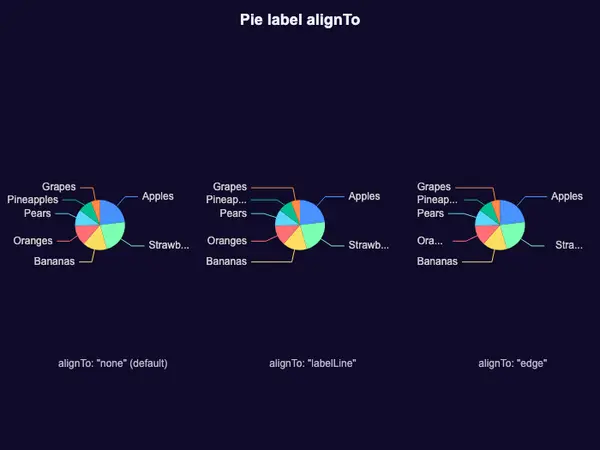 Pie label alignTo
Grapes
Pineapples
Pears
Oranges
Bananas
Apples
Strawb...
alignTo: "none" (default)
Grapes
Pineap...
Pears
Oranges
Bananas
Apples
Strawb...
alignTo: "labelLine"
Grapes
Pineap...
Pears
Ora...
Bananas
Apples
Stra...
alignTo: "edge"